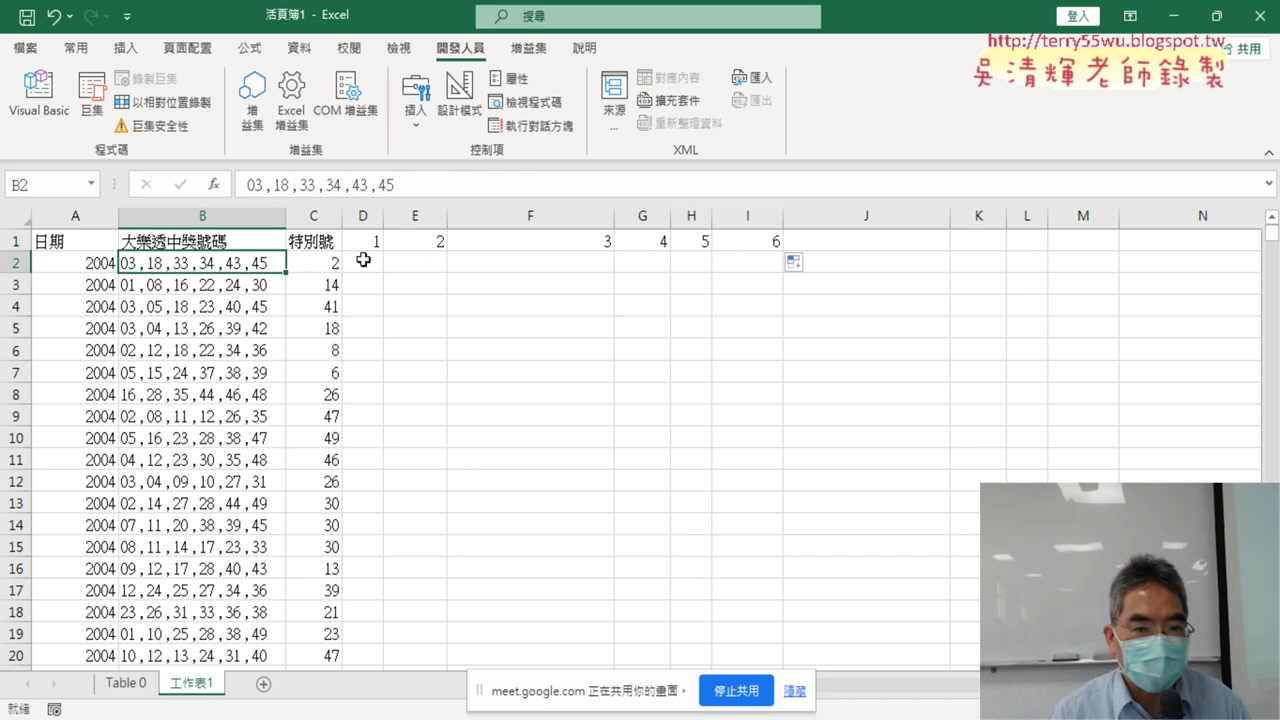 活頁簿1 - Excel
搜尋
登入
檔案 常用 插入 頁面配置 公式 資料 校閱 檢視 開發人員 增益集 說明
共用
http://terry55wu.blogspot.tw
吳清輝老師錄製
Visual Basic 巨集 錄製巨集 以相對位置錄製 巨集安全性
增益集 Excel 增益集 COM 增益集
插入 設計模式 屬性 檢視程式碼 執行對話方塊
來源... 對應內容 擴充套件 重新整理資料 匯入 匯出
程式碼 增益集 控制項 XML
B2 fx 03,18,33,34,43,45
A B C D E F G H I J K L M N
1 日期 大樂透中獎號碼 特別號 1 2 3 4 5 6
2 2004 03,18,33,34,43,45 2
3 2004 01,08,16,22,24,30 14
4 2004 03,05,18,23,40,45 41
5 2004 03,04,13,26,39,42 18
6 2004 02,12,18,22,34,36 8
7 2004 05,15,24,37,38,39 6
8 2004 16,28,35,44,46,48 26
9 2004 02,08,11,12,26,35 47
10 2004 05,16,23,28,38,47 49
11 2004 04,12,23,30,35,48 46
12 2004 03,04,09,10,27,31 26
13 2004 02,14,27,28,44,49 30
14 2004 07,11,20,38,39,45 30
15 2004 08,11,14,17,23,33 30
16 2004 09,12,17,28,40,43 13
17 2004 12,24,25,27,34,36 39
18 2004 23,26,31,33,36,38 21
19 2004 01,10,25,28,38,49 23
20 2004 10,12,13,24,31,40 47
Table 0 工作表1
meet.google.com 正在共用你的畫面。 停止共用 隱藏
就緒